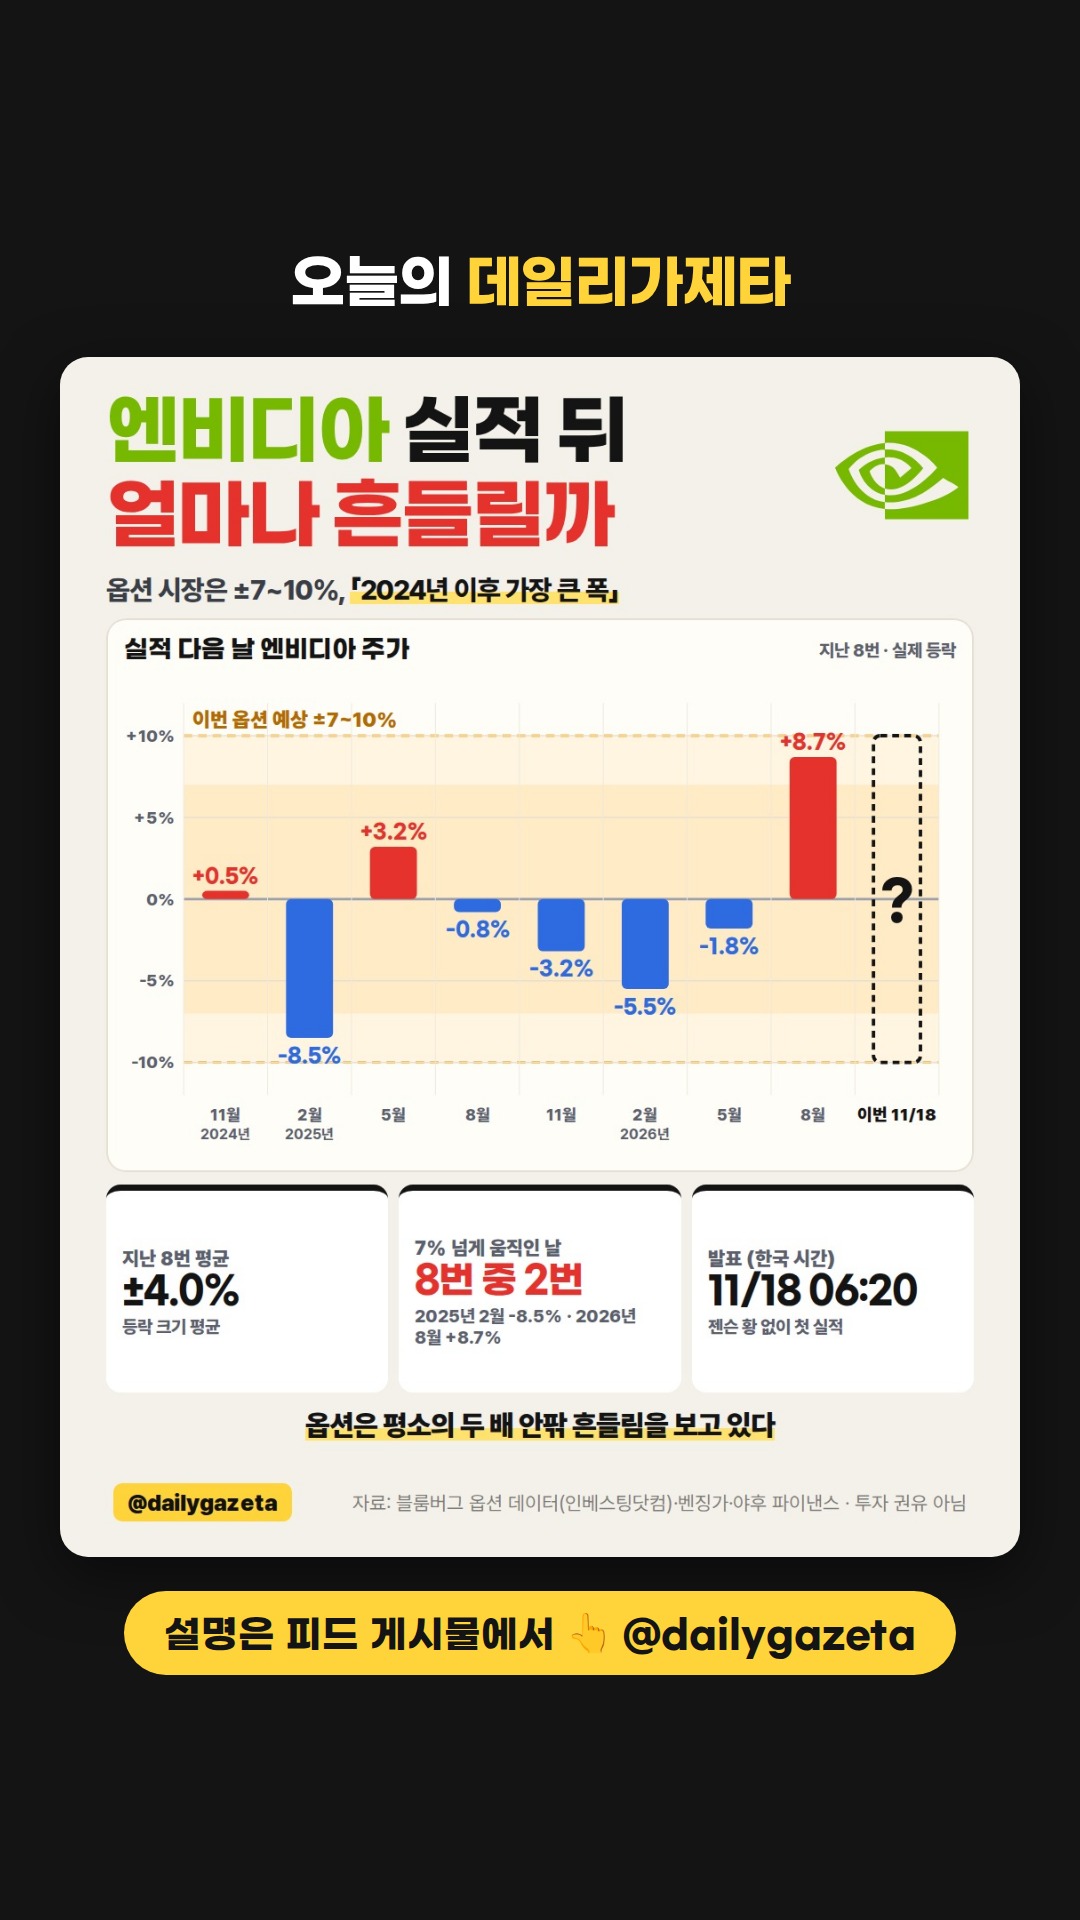 오늘의 데일리가제타
엔비디아 실적 뒤
얼마나 흔들릴까
옵션 시장은 ±7~10%, 「2024년 이후 가장 큰 폭」
실적 다음 날 엔비디아 주가
지난 8번 · 실제 등락
이번 옵션 예상 ±7~10%
+10%
+5%
0%
-5%
-10%
+0.5%
-8.5%
+3.2%
-0.8%
-3.2%
-5.5%
-1.8%
+8.7%
?
11월 2월 5월 8월 11월 2월 5월 8월 이번 11/18
2024년 2025년 2026년
지난 8번 평균
±4.0%
등락 크기 평균
7% 넘게 움직인 날
8번 중 2번
2025년 2월 -8.5% · 2026년
8월 +8.7%
발표 (한국 시간)
11/18 06:20
젠슨 황 없이 첫 실적
옵션은 평소의 두 배 안팎 흔들림을 보고 있다
@dailygazeta
자료: 블룸버그 옵션 데이터(인베스팅닷컴)·벤징가·야후 파이낸스 · 투자 권유 아님
설명은 피드 게시물에서 👆 @dailygazeta